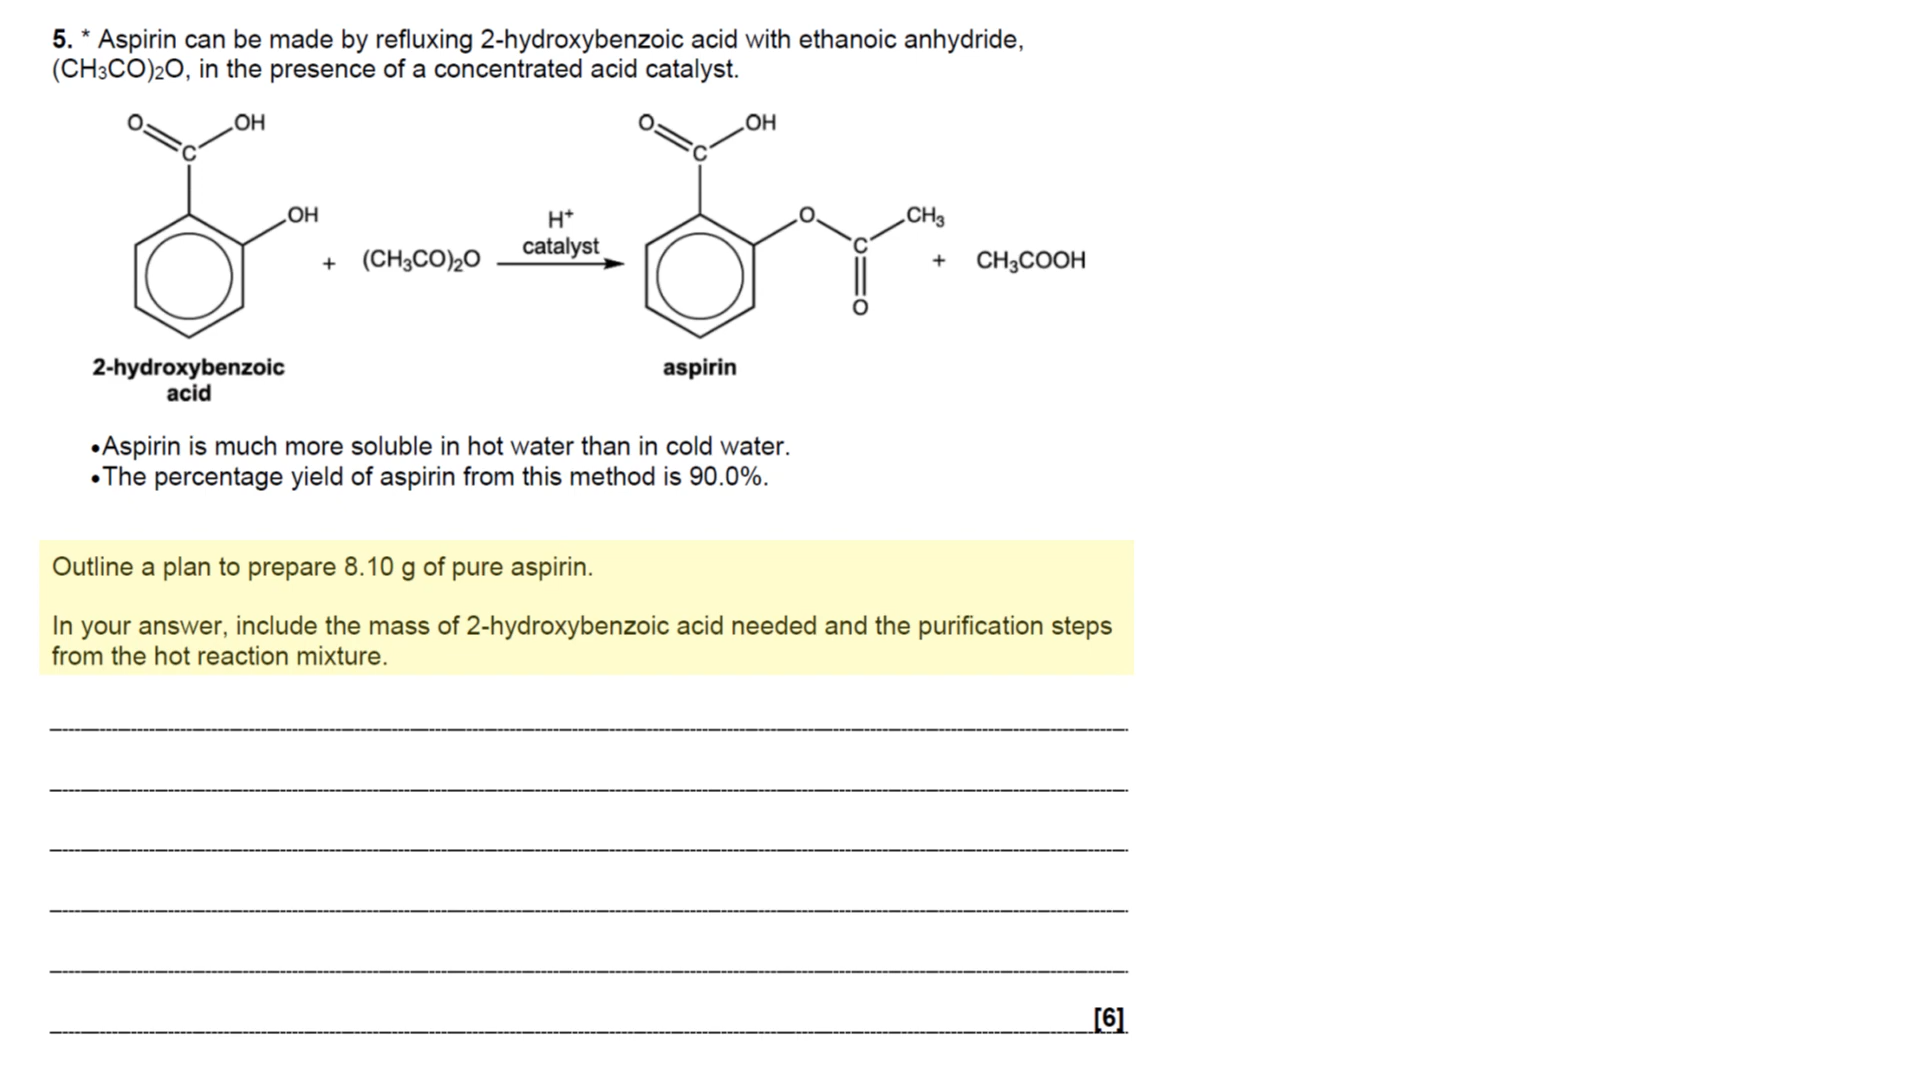 5. * Aspirin can be made by refluxing 2-hydroxybenzoic acid with ethanoic anhydride,
(CH3CO)2O, in the presence of a concentrated acid catalyst.
O OH O OH
C C
OH H+ O CH3
+ (CH3CO)2O catalyst C + CH3COOH
O
2-hydroxybenzoic aspirin
acid
•Aspirin is much more soluble in hot water than in cold water.
•The percentage yield of aspirin from this method is 90.0%.
Outline a plan to prepare 8.10 g of pure aspirin.
In your answer, include the mass of 2-hydroxybenzoic acid needed and the purification steps
from the hot reaction mixture.
[6]